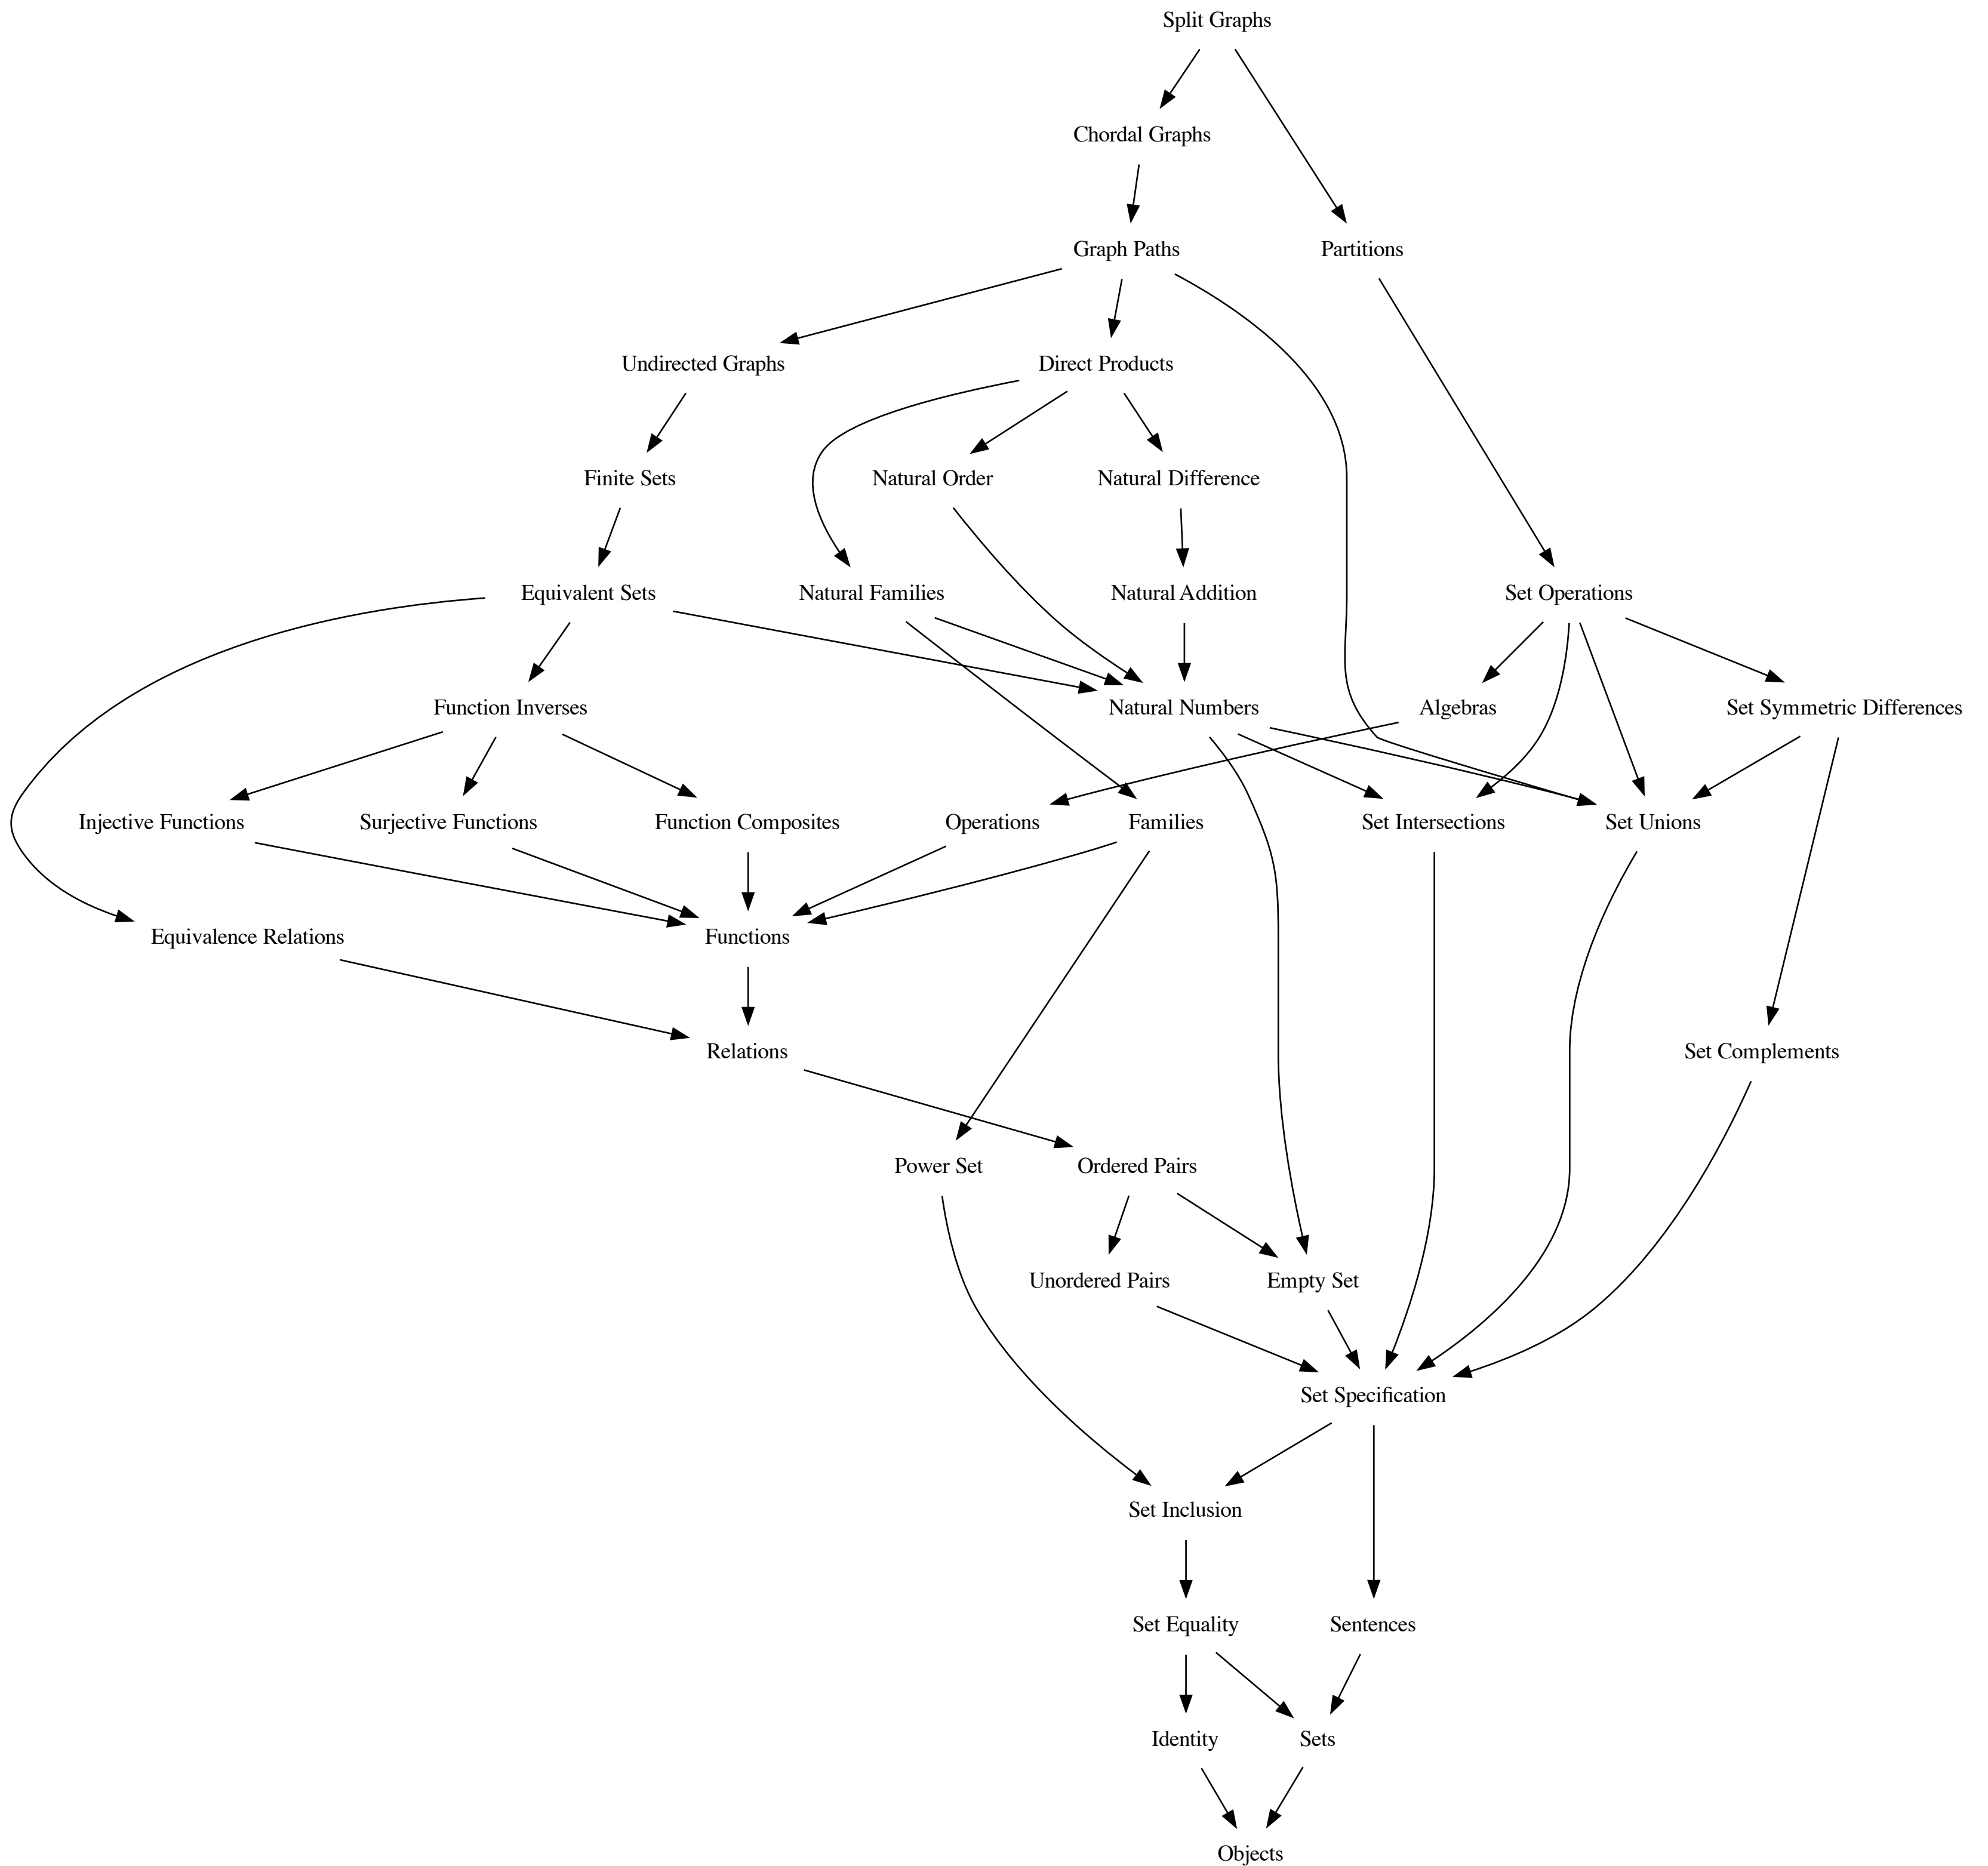 Split Graphs
Chordal Graphs
Graph Paths
Partitions
Undirected Graphs
Direct Products
Finite Sets
Natural Order
Natural Difference
Equivalent Sets
Natural Families
Natural Addition
Set Operations
Function Inverses
Natural Numbers
Algebras
Set Symmetric Differences
Injective Functions
Surjective Functions
Function Composites
Operations
Families
Set Intersections
Set Unions
Equivalence Relations
Functions
Relations
Set Complements
Power Set
Ordered Pairs
Unordered Pairs
Empty Set
Set Specification
Set Inclusion
Set Equality
Sentences
Identity
Sets
Objects